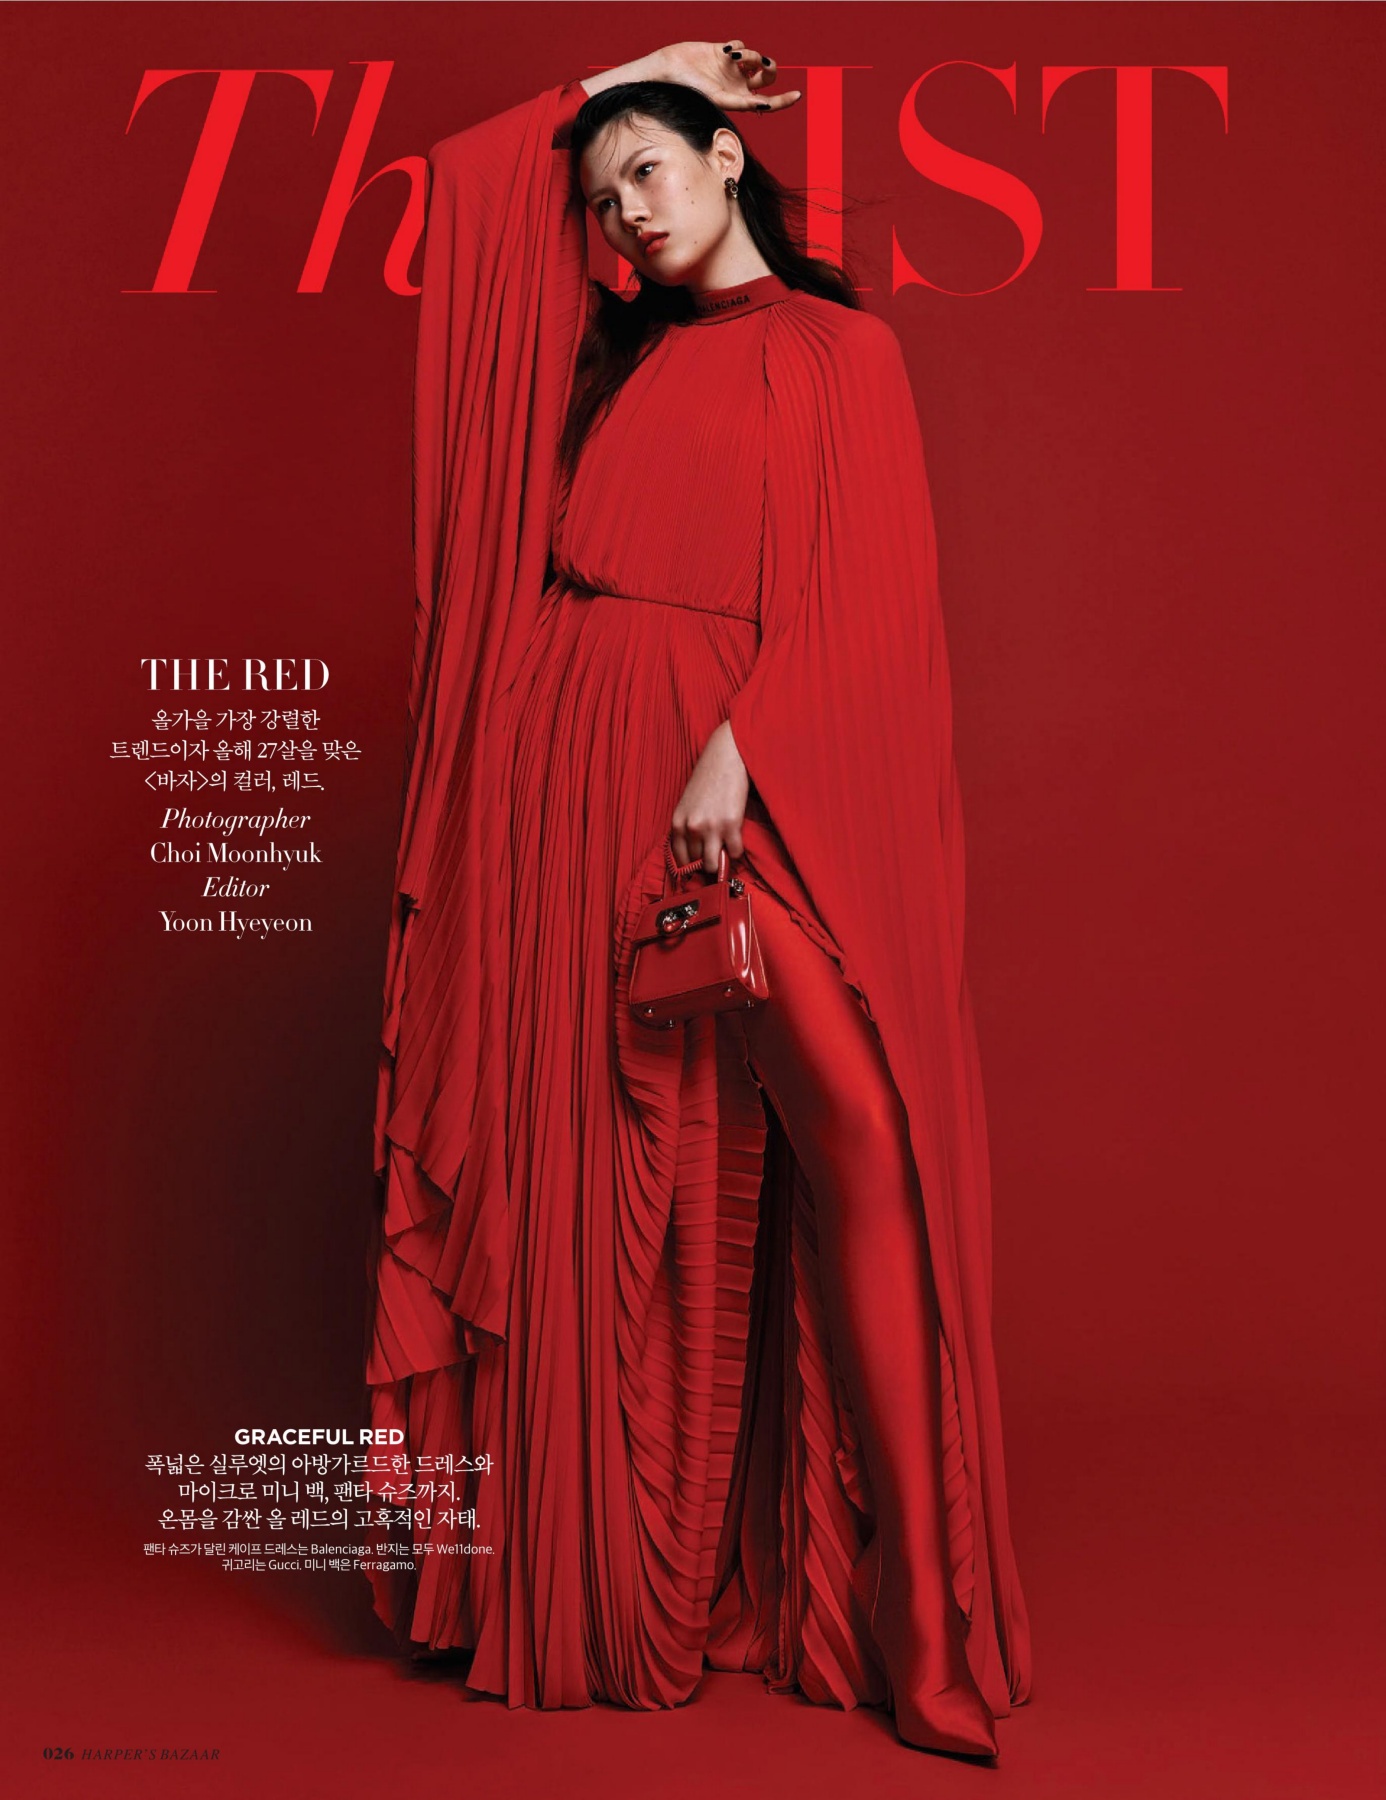 The LIST
BALENCIAGA
THE RED
올가을 가장 강렬한
트렌드이자 올해 27살을 맞은
<바자>의 컬러, 레드.
Photographer
Choi Moonhyuk
Editor
Yoon Hyeyeon
GRACEFUL RED
폭넓은 실루엣의 아방가르드한 드레스와
마이크로 미니 백, 팬타 슈즈까지.
온몸을 감싼 올 레드의 고혹적인 자태.
팬타 슈즈가 달린 케이프 드레스는 Balenciaga. 반지는 모두 We11done.
귀고리는 Gucci. 미니 백은 Ferragamo.
026 HARPER'S BAZAAR